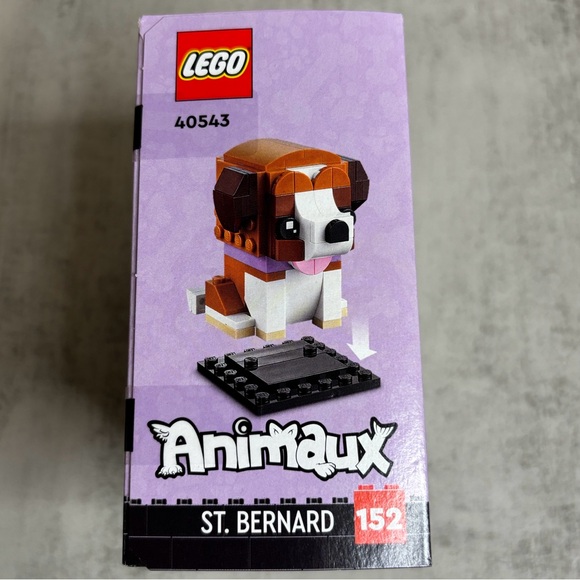 LEGO
40543
Animaux
ST. BERNARD
152